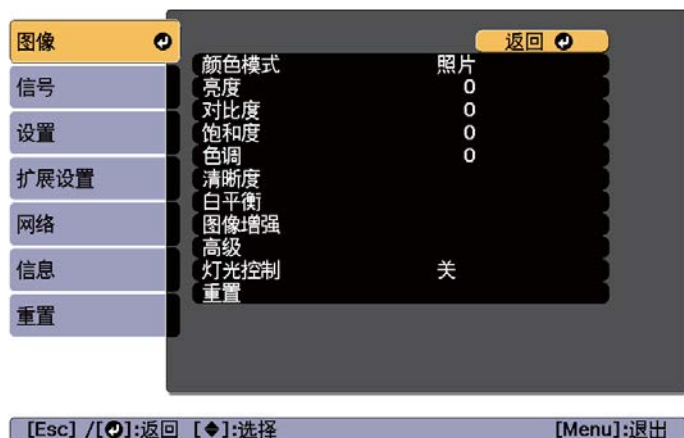 图像
信号
设置
扩展设置
网络
信息
重置
返回
颜色模式 照片
亮度 0
对比度 0
饱和度 0
色调 0
清晰度
白平衡
图像增强
高级
灯光控制 关
重置
[Esc] /[]:返回 []:选择 [Menu]:退出